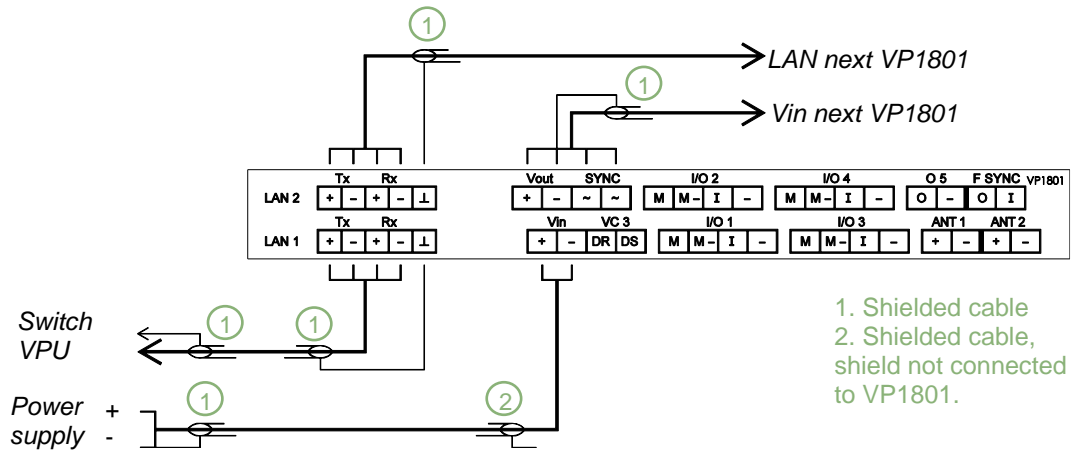 1
LAN next VP1801
1
Vin next VP1801
Tx Rx Vout SYNC I/O 2 I/O 4 O 5 F SYNC VP1801
LAN 2 + - + - ⊥ + - ~ ~ M M- I - M M- I - O - O I
Tx Rx Vin VC 3 I/O 1 I/O 3 ANT 1 ANT 2
LAN 1 + - + - ⊥ + - DR DS M M- I - M M- I - + - + -
Switch
VPU
1 1
1. Shielded cable
2. Shielded cable,
shield not connected
to VP1801.
Power +
supply -
1 2